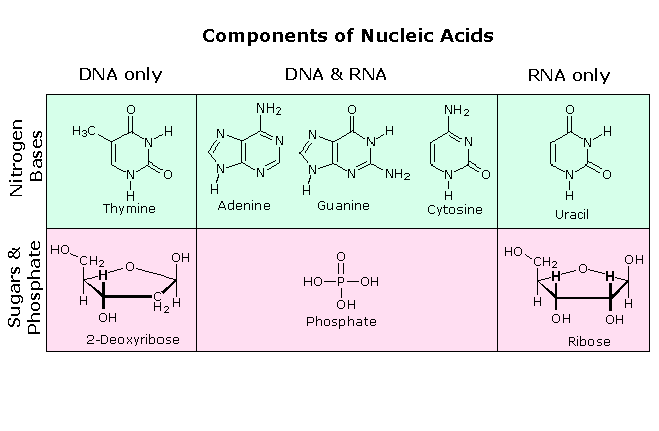 Components of Nucleic Acids
DNA only
DNA & RNA
RNA only
Nitrogen
Bases
O
H₃C
N
H
N
O
H
Thymine
NH₂
N
N
N
N
H
Adenine
O
N
N
H
N
N
NH₂
H
Guanine
NH₂
N
N
O
H
Cytosine
O
N
H
N
O
H
Uracil
Sugars &
Phosphate
HO
CH₂
O
OH
H
H
C
H₂
H
OH
2-Deoxyribose
O
HO
P
OH
OH
Phosphate
HO
CH₂
O
OH
H
H
H
H
OH
OH
Ribose